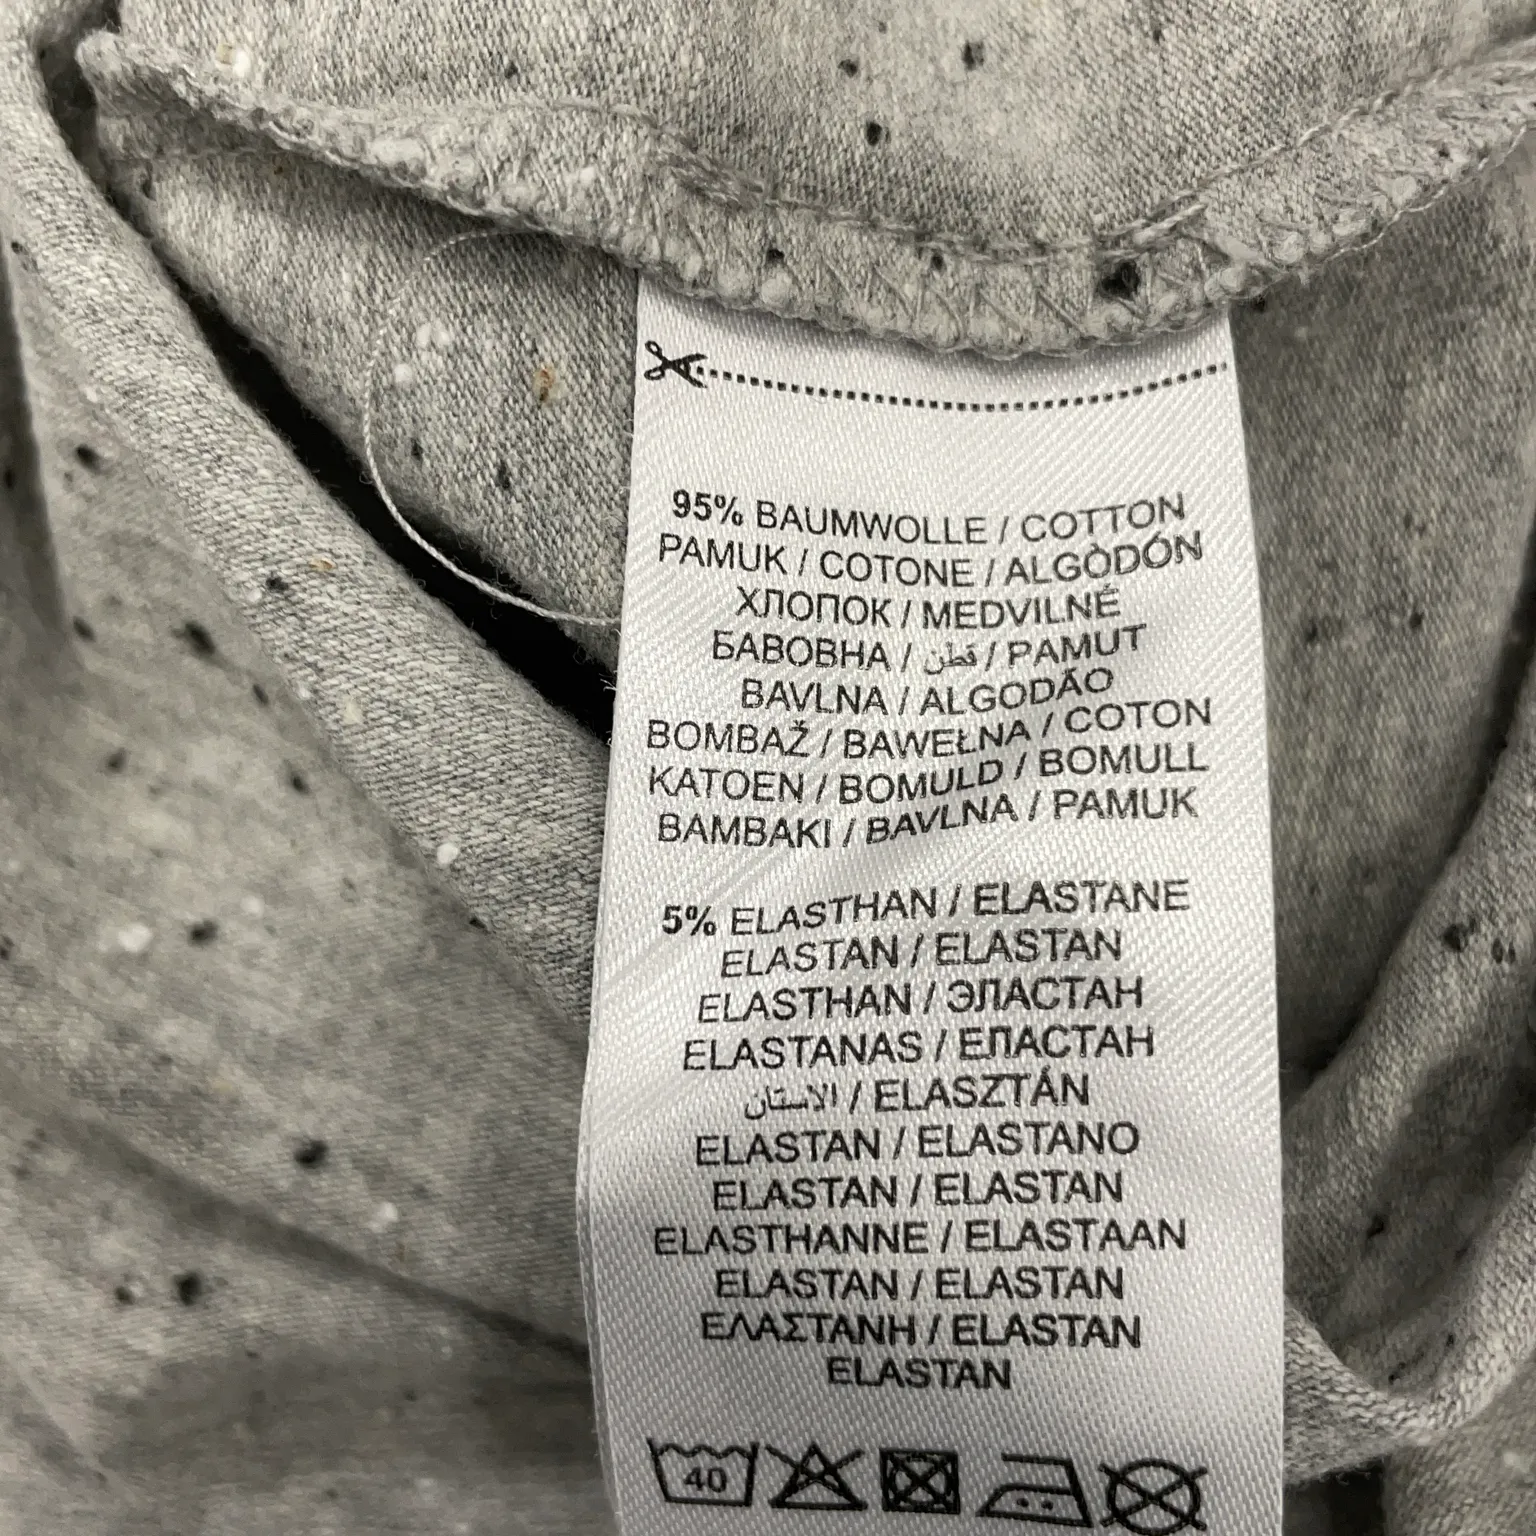 95% BAUMWOLLE / COTTON
PAMUK / COTONE / ALGÒDÓN
ХЛОПОК / MEDVILNÉ
БАВОВНА / قطن / PAMUT
BAVLNA / ALGODÃO
BOMBAŽ / BAWEŁNA / COTON
KATOEN / BOMULD / BOMULL
BAMBAKI / BAVLNA / PAMUK
5% ELASTHAN / ELASTANE
ELASTAN / ELASTAN
ELASTHAN / ЭЛАСТАН
ELASTANAS / ЕЛАСТАН
الاستان / ELASZTÁN
ELASTAN / ELASTANO
ELASTAN / ELASTAN
ELASTHANNE / ELASTAAN
ELASTAN / ELASTAN
ΕΛΑΣΤΑΝΗ / ELASTAN
ELASTAN
40